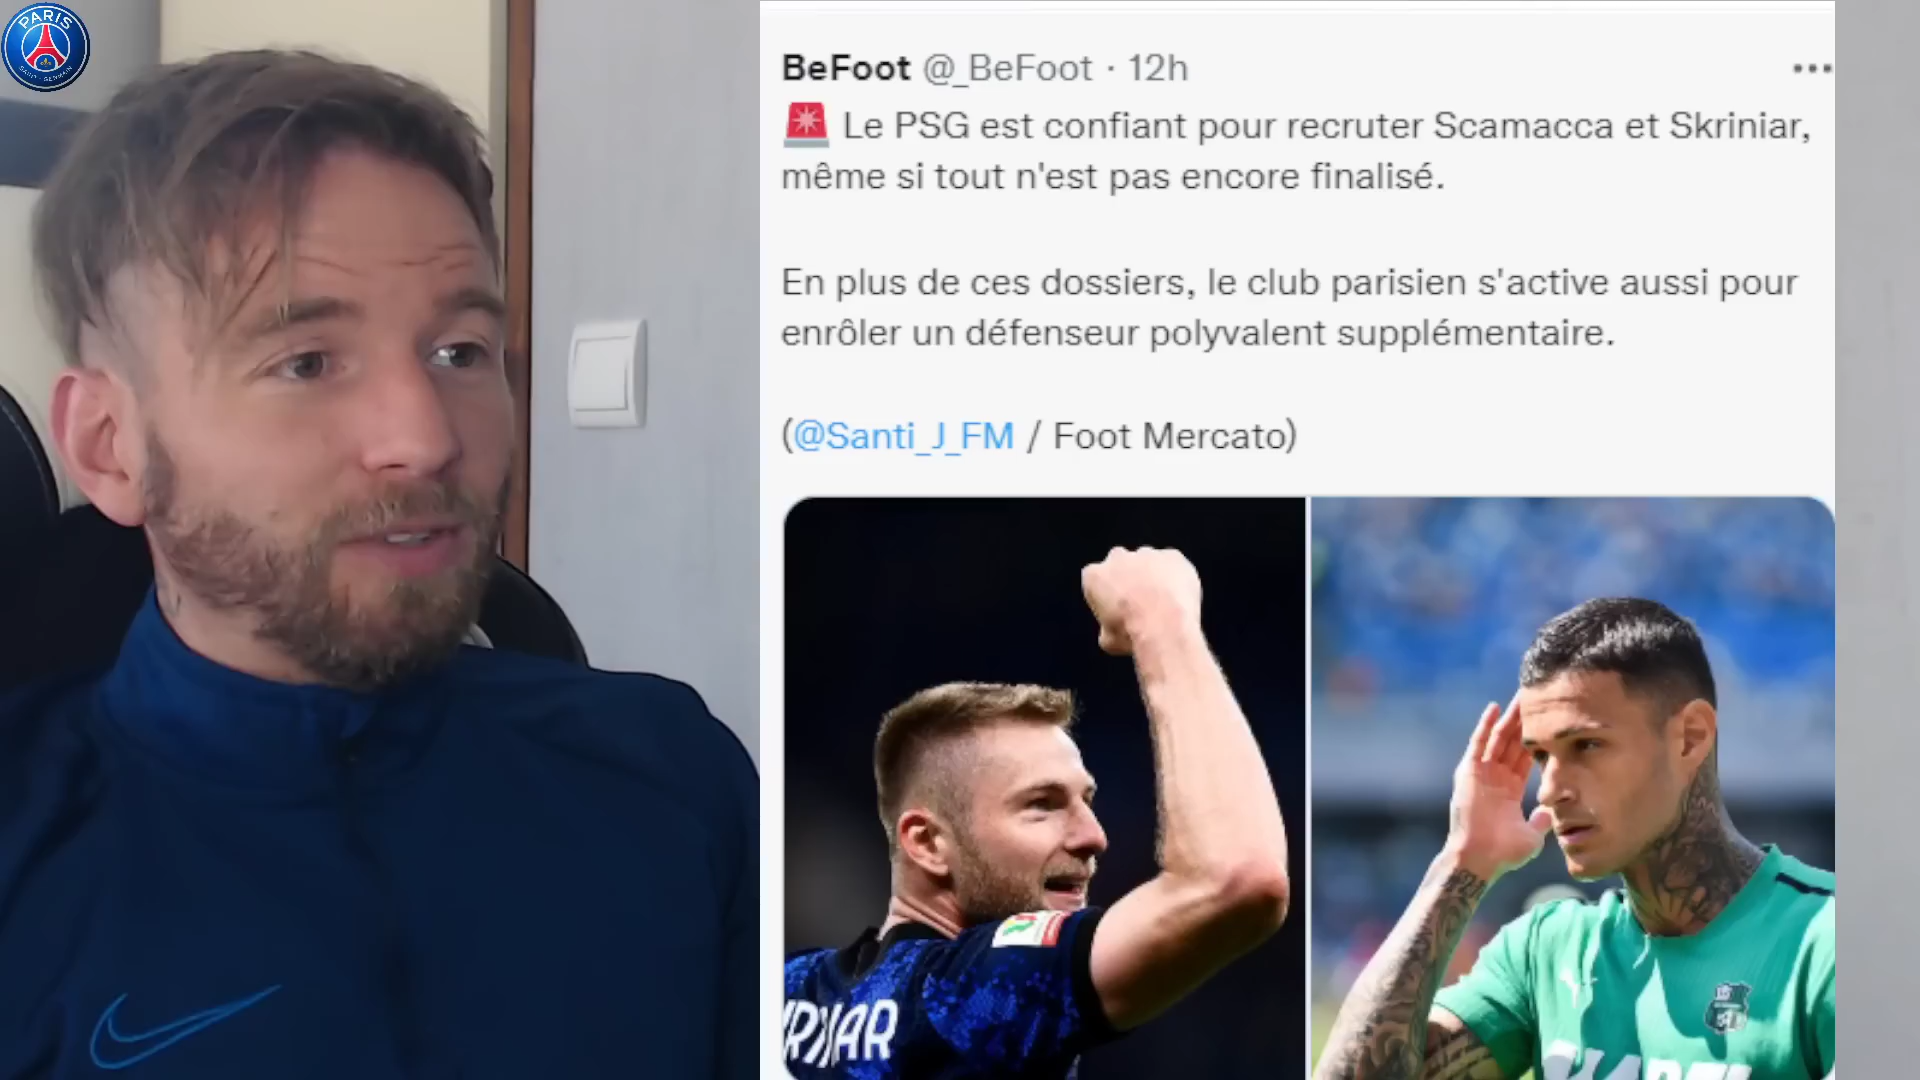 PARIS
SAINT-GERMAIN
BeFoot @_BeFoot · 12h
🚨 Le PSG est confiant pour recruter Scamacca et Skriniar,
même si tout n'est pas encore finalisé.
En plus de ces dossiers, le club parisien s'active aussi pour
enrôler un défenseur polyvalent supplémentaire.
(@Santi_J_FM / Foot Mercato)